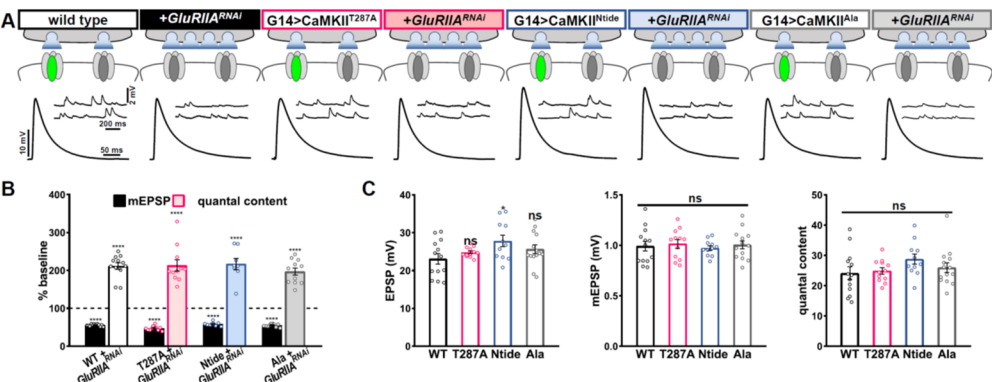 A
wild type
+GluRIIA^RNAi
G14>CaMKII^T287A
+GluRIIA^RNAi
G14>CaMKII^Ntide
+GluRIIA^RNAi
G14>CaMKII^Ala
+GluRIIA^RNAi
2 mV
200 ms
10 mV
50 ms
B
mEPSP
quantal content
% baseline
400
300
200
100
0
****
****
****
****
****
****
****
****
WT +
GluRIIA^RNAi
T287A +
GluRIIA^RNAi
Ntide +
GluRIIA^RNAi
Ala +
GluRIIA^RNAi
C
EPSP (mV)
40
30
20
10
0
ns
*
ns
WT T287A Ntide Ala
mEPSP (mV)
1.5
1.0
0.5
0.0
ns
WT T287A Ntide Ala
quantal content
50
40
30
20
10
0
ns
WT T287A Ntide Ala